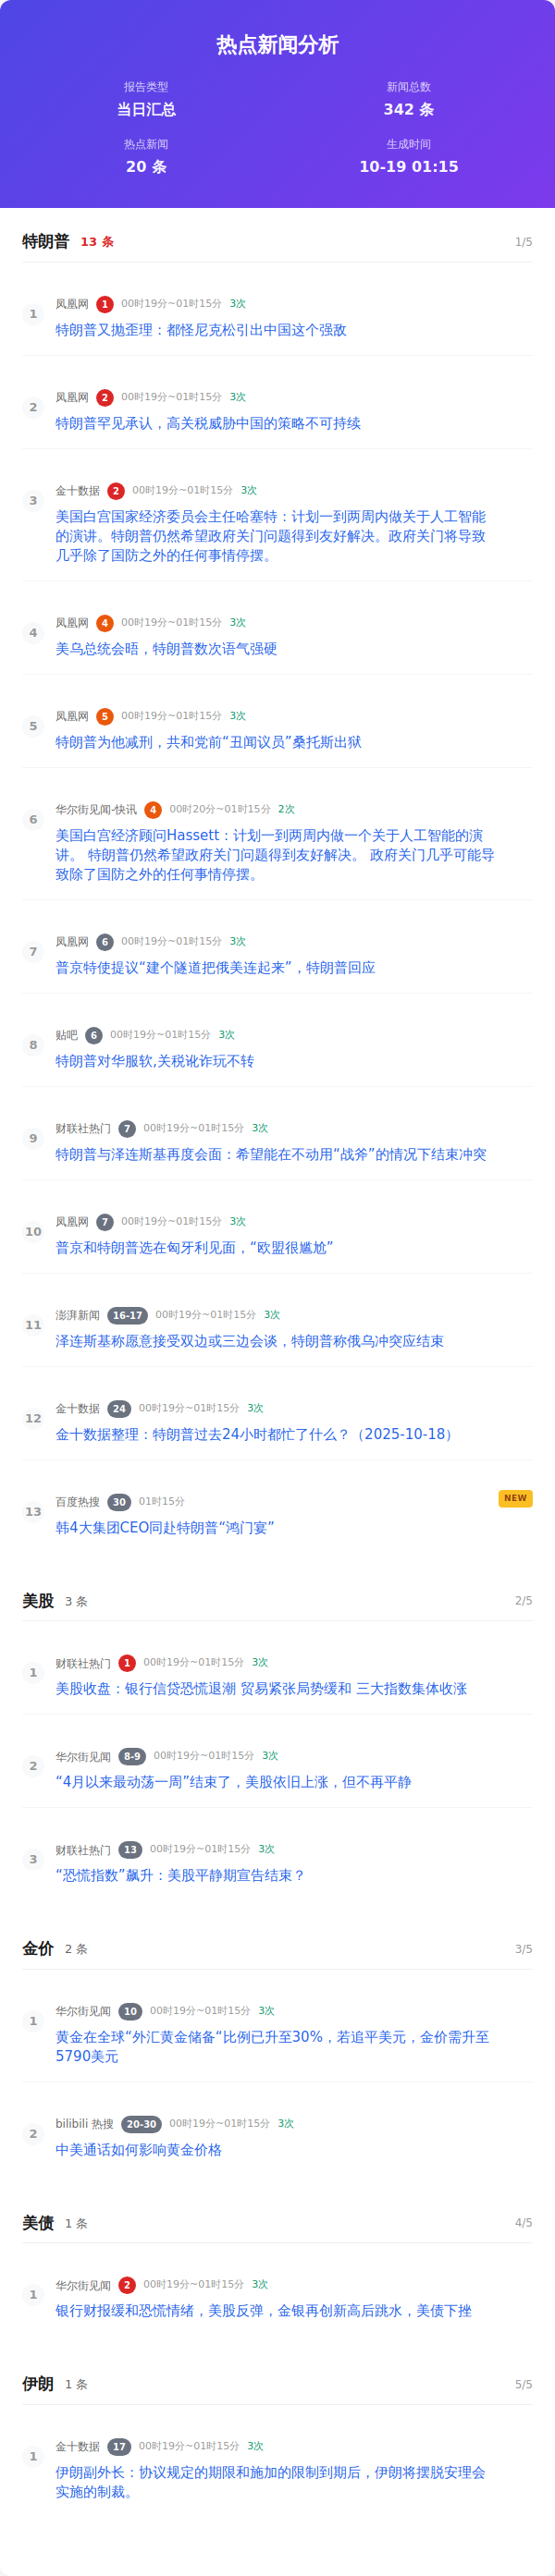 热点新闻分析
报告类型
当日汇总
新闻总数
342 条
热点新闻
20 条
生成时间
10-19 01:15
特朗普 13 条 1/5
1 凤凰网 1 00时19分~01时15分 3次
特朗普又抛歪理：都怪尼克松引出中国这个强敌
2 凤凰网 2 00时19分~01时15分 3次
特朗普罕见承认，高关税威胁中国的策略不可持续
3 金十数据 2 00时19分~01时15分 3次
美国白宫国家经济委员会主任哈塞特：计划一到两周内做关于人工智能
的演讲。特朗普仍然希望政府关门问题得到友好解决。政府关门将导致
几乎除了国防之外的任何事情停摆。
4 凤凰网 4 00时19分~01时15分 3次
美乌总统会晤，特朗普数次语气强硬
5 凤凰网 5 00时19分~01时15分 3次
特朗普为他减刑，共和党前“丑闻议员”桑托斯出狱
6 华尔街见闻-快讯 4 00时20分~01时15分 2次
美国白宫经济顾问Hassett：计划一到两周内做一个关于人工智能的演
讲。 特朗普仍然希望政府关门问题得到友好解决。 政府关门几乎可能导
致除了国防之外的任何事情停摆。
7 凤凰网 6 00时19分~01时15分 3次
普京特使提议“建个隧道把俄美连起来”，特朗普回应
8 贴吧 6 00时19分~01时15分 3次
特朗普对华服软,关税讹诈玩不转
9 财联社热门 7 00时19分~01时15分 3次
特朗普与泽连斯基再度会面：希望能在不动用“战斧”的情况下结束冲突
10 凤凰网 7 00时19分~01时15分 3次
普京和特朗普选在匈牙利见面，“欧盟很尴尬”
11 澎湃新闻 16-17 00时19分~01时15分 3次
泽连斯基称愿意接受双边或三边会谈，特朗普称俄乌冲突应结束
12 金十数据 24 00时19分~01时15分 3次
金十数据整理：特朗普过去24小时都忙了什么？（2025-10-18）
13 百度热搜 30 01时15分 NEW
韩4大集团CEO同赴特朗普“鸿门宴”
美股 3 条 2/5
1 财联社热门 1 00时19分~01时15分 3次
美股收盘：银行信贷恐慌退潮 贸易紧张局势缓和 三大指数集体收涨
2 华尔街见闻 8-9 00时19分~01时15分 3次
“4月以来最动荡一周”结束了，美股依旧上涨，但不再平静
3 财联社热门 13 00时19分~01时15分 3次
“恐慌指数”飙升：美股平静期宣告结束？
金价 2 条 3/5
1 华尔街见闻 10 00时19分~01时15分 3次
黄金在全球“外汇黄金储备“比例已升至30%，若追平美元，金价需升至
5790美元
2 bilibili 热搜 20-30 00时19分~01时15分 3次
中美通话如何影响黄金价格
美债 1 条 4/5
1 华尔街见闻 2 00时19分~01时15分 3次
银行财报缓和恐慌情绪，美股反弹，金银再创新高后跳水，美债下挫
伊朗 1 条 5/5
1 金十数据 17 00时19分~01时15分 3次
伊朗副外长：协议规定的期限和施加的限制到期后，伊朗将摆脱安理会
实施的制裁。